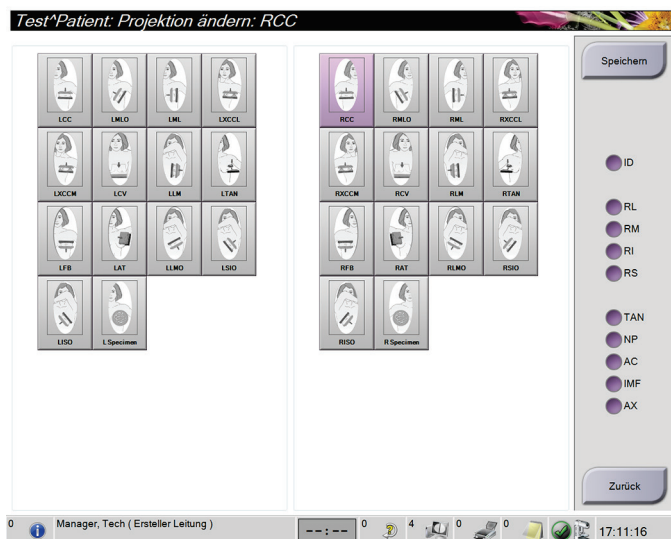 Test^Patient: Projektion ändern: RCC
LCC LMLO LML LXCCL
LXCCM LCV LLM LTAN
LFB LAT LLMO LSIO
LISO L Specimen
RCC RMLO RML RXCCL
RXCCM RCV RLM RTAN
RFB RAT RLMO RSIO
RISO R Specimen
Speichern
ID
RL
RM
RI
RS
TAN
NP
AC
IMF
AX
Zurück
0 Manager, Tech ( Ersteller Leitung ) --:-- 0 4 0 0 17:11:16